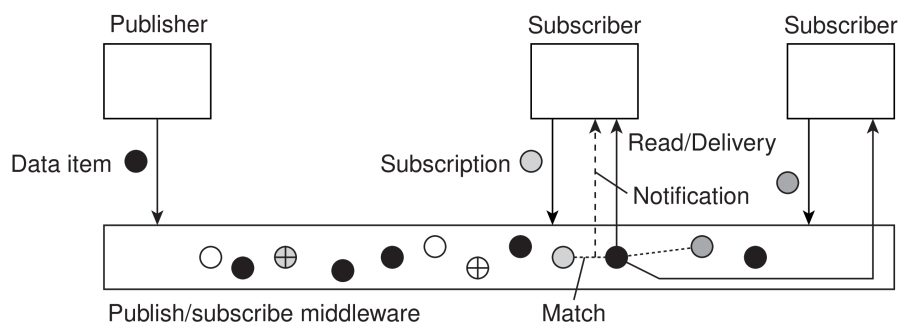 Publisher
Subscriber
Subscriber
Data item
Subscription
Read/Delivery
Notification
Publish/subscribe middleware
Match